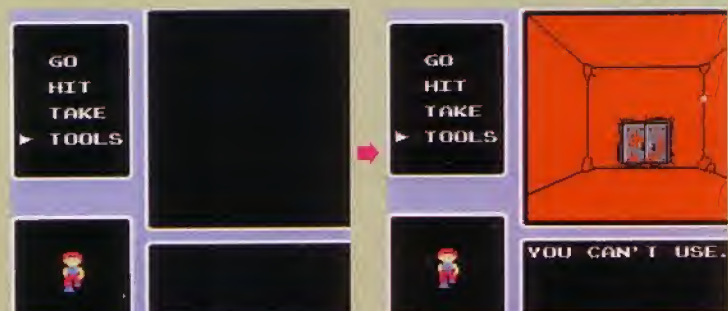 GO
HIT
TAKE
▶ TOOLS
GO
HIT
TAKE
▶ TOOLS
YOU CAN'T USE.